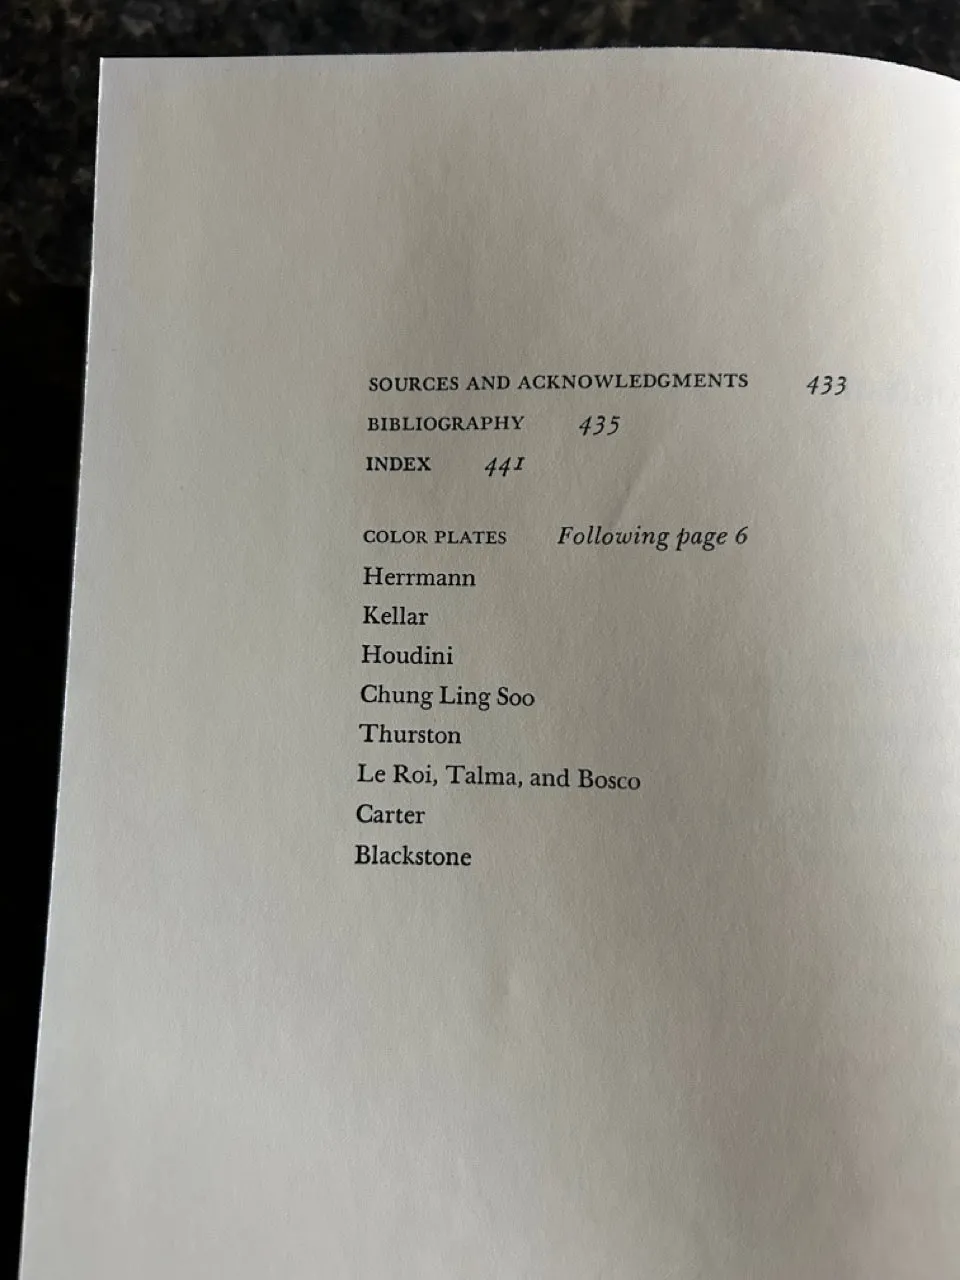 SOURCES AND ACKNOWLEDGMENTS 433
BIBLIOGRAPHY 435
INDEX 441
COLOR PLATES Following page 6
Herrmann
Kellar
Houdini
Chung Ling Soo
Thurston
Le Roi, Talma, and Bosco
Carter
Blackstone